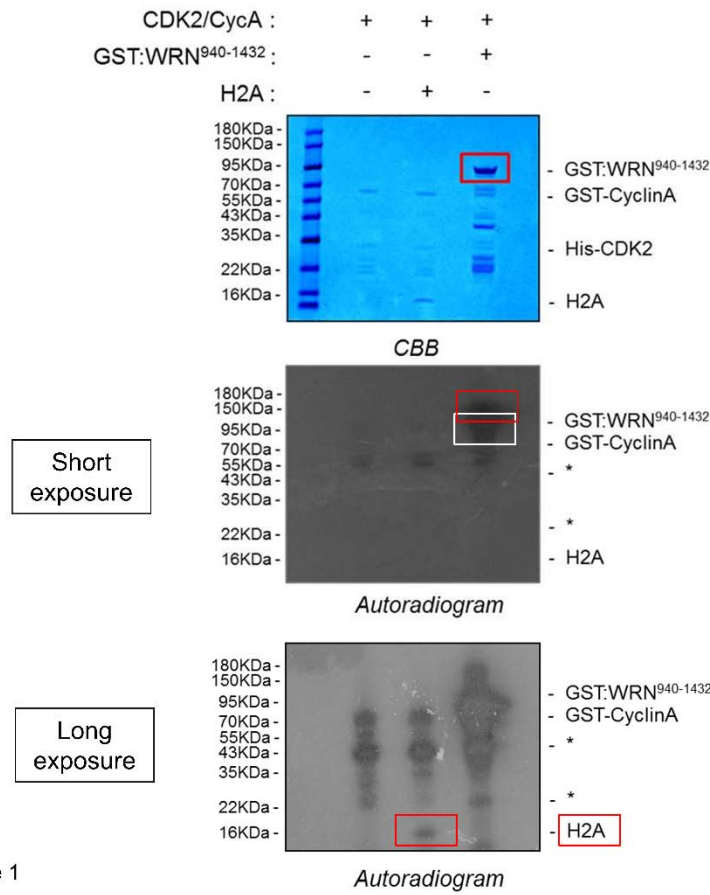 CDK2/CycA : + + +
GST:WRN⁹⁴⁰⁻¹⁴³² : - - +
H2A : - + -
180KDa -
150KDa -
95KDa -
70KDa -
55KDa -
43KDa -
35KDa -
22KDa -
16KDa -
- GST:WRN⁹⁴⁰⁻¹⁴³²
- GST-CyclinA
- His-CDK2
- H2A
CBB
Short
exposure
180KDa -
150KDa -
95KDa -
70KDa -
55KDa -
43KDa -
35KDa -
22KDa -
16KDa -
- GST:WRN⁹⁴⁰⁻¹⁴³²
- GST-CyclinA
- *
- *
- H2A
Autoradiogram
Long
exposure
180KDa -
150KDa -
95KDa -
70KDa -
55KDa -
43KDa -
35KDa -
22KDa -
16KDa -
- GST:WRN⁹⁴⁰⁻¹⁴³²
- GST-CyclinA
- *
- *
- H2A
Autoradiogram
1